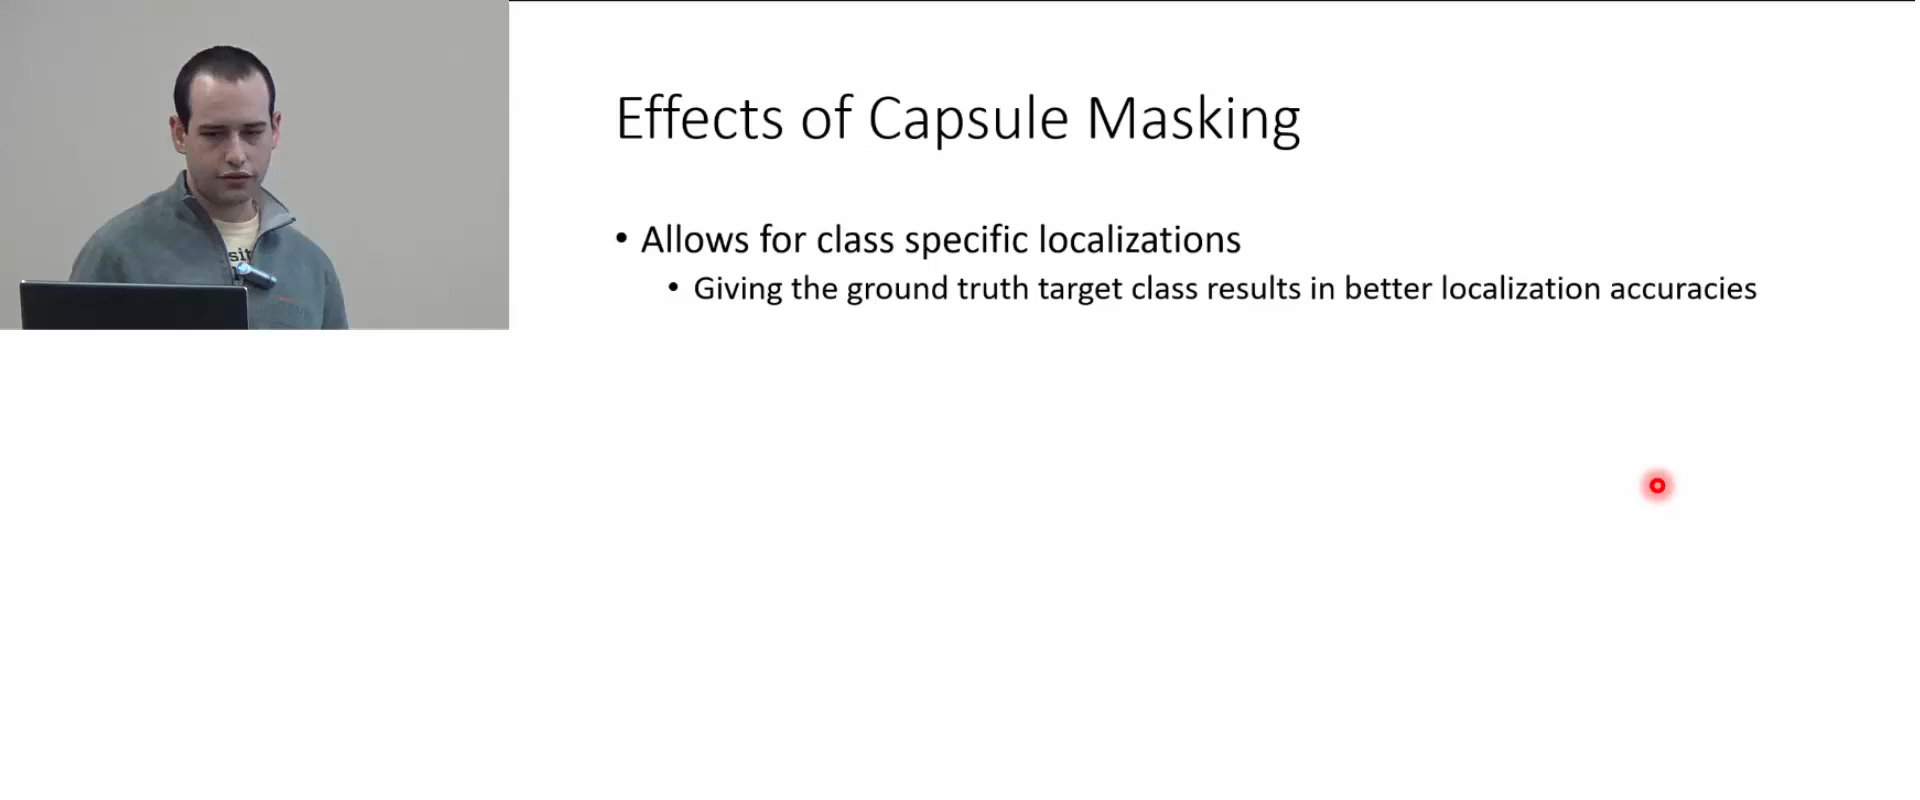 Effects of Capsule Masking
• Allows for class specific localizations
• Giving the ground truth target class results in better localization accuracies